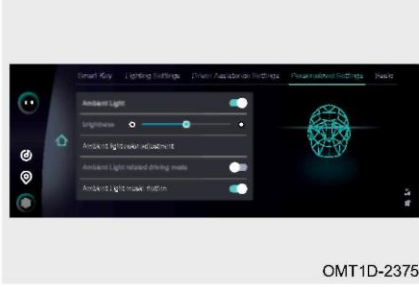 Smart Key Lighting Settings Driver Assistance Settings Personalized Settings
Ambient Light
brightness
Ambient light color adjustment
Ambient Light related driving mode
Ambient Light music rhythm
OMT1D-2375